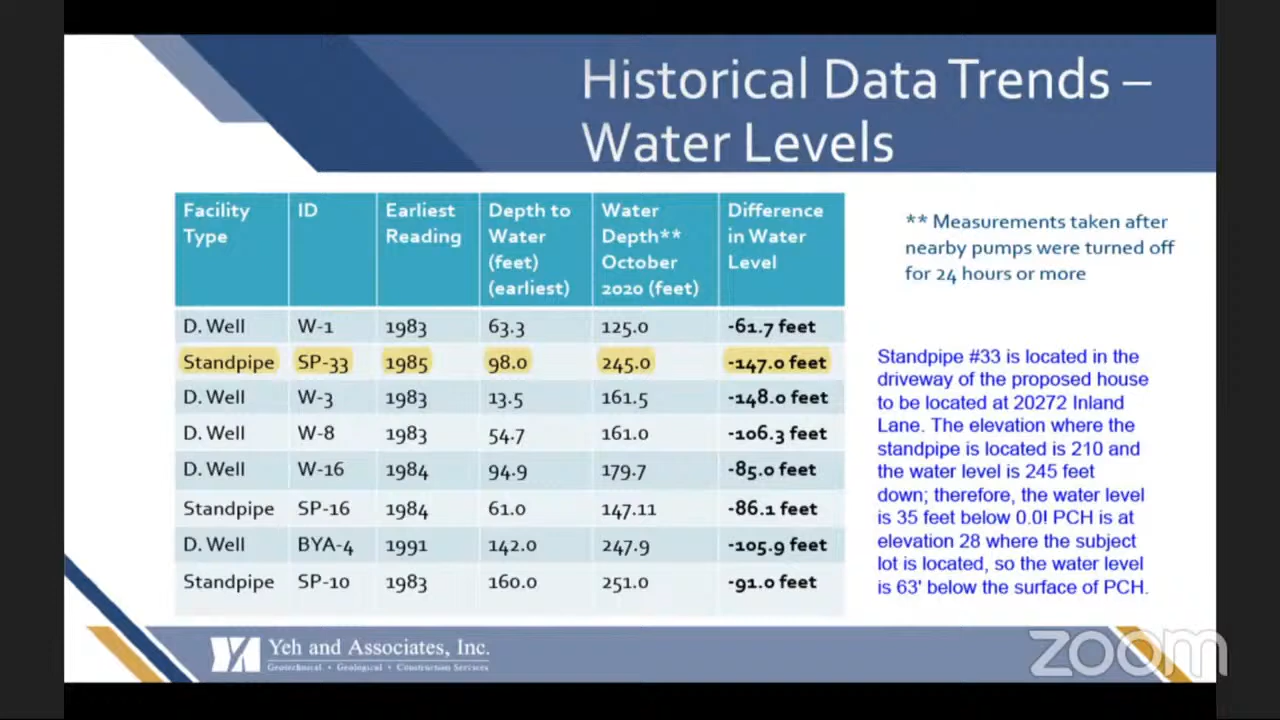 Historical Data Trends –
Water Levels
Facility Type ID Earliest Reading Depth to Water (feet) (earliest) Water Depth** October 2020 (feet) Difference in Water Level
D. Well W-1 1983 63.3 125.0 -61.7 feet
Standpipe SP-33 1985 98.0 245.0 -147.0 feet
D. Well W-3 1983 13.5 161.5 -148.0 feet
D. Well W-8 1983 54.7 161.0 -106.3 feet
D. Well W-16 1984 94.9 179.7 -85.0 feet
Standpipe SP-16 1984 61.0 147.11 -86.1 feet
D. Well BYA-4 1991 142.0 247.9 -105.9 feet
Standpipe SP-10 1983 160.0 251.0 -91.0 feet
** Measurements taken after
nearby pumps were turned off
for 24 hours or more
Standpipe #33 is located in the
driveway of the proposed house
to be located at 20272 Inland
Lane. The elevation where the
standpipe is located is 210 and
the water level is 245 feet
down; therefore, the water level
is 35 feet below 0.0! PCH is at
elevation 28 where the subject
lot is located, so the water level
is 63' below the surface of PCH.
Yeh and Associates, Inc.
Geotechnical • Geological • Construction Services
zoom